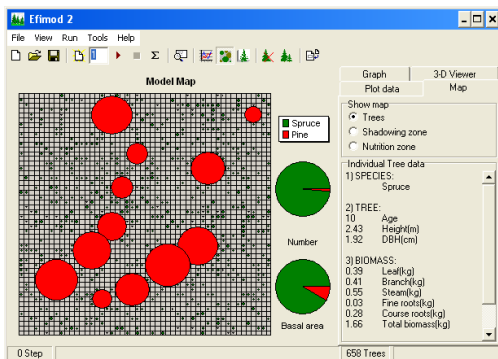 Efimod 2
File View Run Tools Help
1
Σ
Model Map
Spruce
Pine
Number
Basal area
Graph
3-D Viewer
Plot data
Map
Show map
Trees
Shadowing zone
Nutrition zone
Individual Tree data
1) SPECIES:
Spruce
2) TREE:
10 Age
2.43 Height(m)
1.92 DBH(cm)
3) BIOMASS:
0.39 Leaf(kg)
0.41 Branch(kg)
0.55 Steam(kg)
0.03 Fine roots(kg)
0.28 Course roots(kg)
1.66 Total biomass(kg)
0 Step
658 Trees